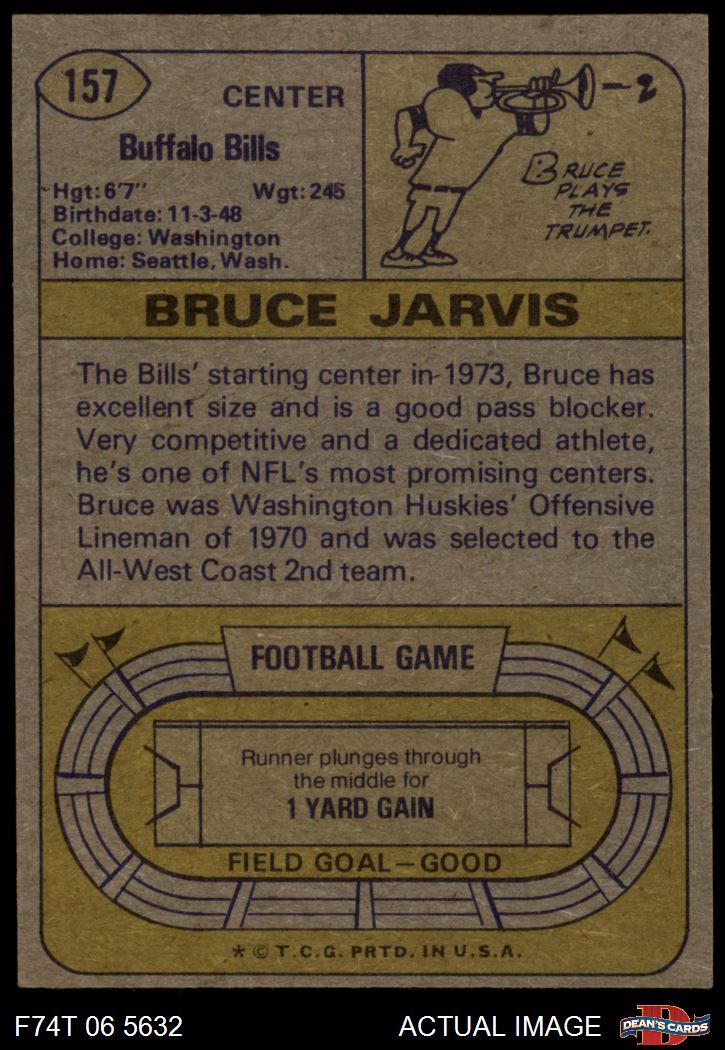 157
CENTER
Buffalo Bills
Hgt: 6'7" Wgt: 245
Birthdate: 11-3-48
College: Washington
Home: Seattle, Wash.
BRUCE
PLAYS
THE
TRUMPET.
BRUCE JARVIS
The Bills' starting center in 1973, Bruce has
excellent size and is a good pass blocker.
Very competitive and a dedicated athlete,
he's one of NFL's most promising centers.
Bruce was Washington Huskies' Offensive
Lineman of 1970 and was selected to the
All-West Coast 2nd team.
FOOTBALL GAME
Runner plunges through
the middle for
1 YARD GAIN
FIELD GOAL—GOOD
* © T.C.G. PRTD. IN U.S.A.
F74T 06 5632 ACTUAL IMAGE
DEAN'S CARDS